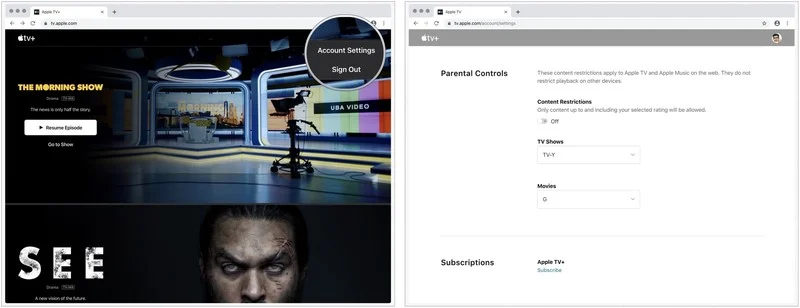 Apple TV+
tv.apple.com
tv+
Account Settings
Sign Out
THE MORNING SHOW
Drama TV-MA
The news is only half the story.
▶ Resume Episode
Go to Show
MORNING
UBA VIDEO
SEE
Drama TV-MA
A new vision of the future.
Apple TV
tv.apple.com/account/settings
tv+
Parental Controls
These content restrictions apply to Apple TV and Apple Music on the web. They do
not restrict playback on other devices.
Content Restrictions
Only content up to and including your selected rating will be allowed.
Off
TV Shows
TV-Y
Movies
G
Subscriptions
Apple TV+
Subscribe